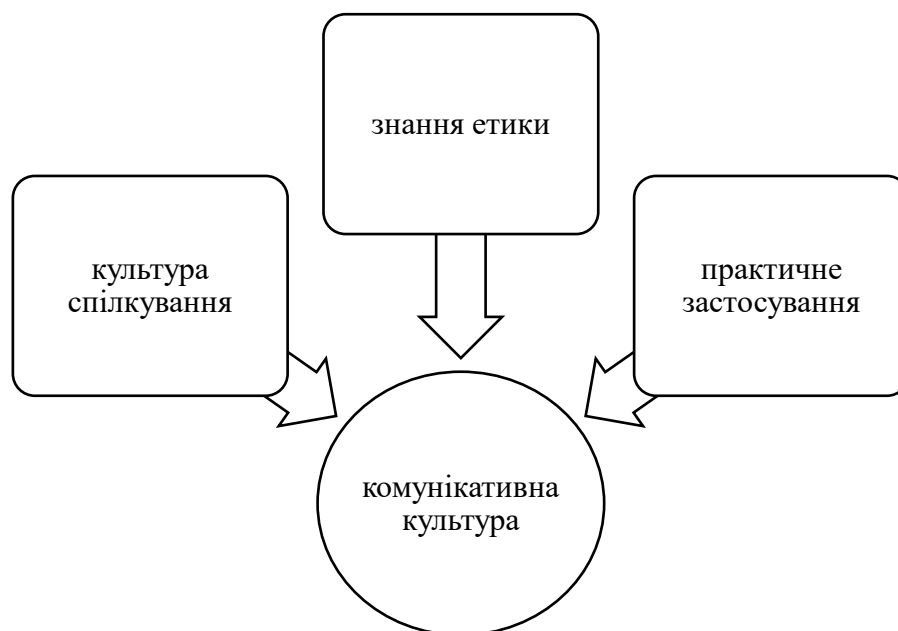 знання етики
культура
спілкування
практичне
застосування
комунікативна
культура